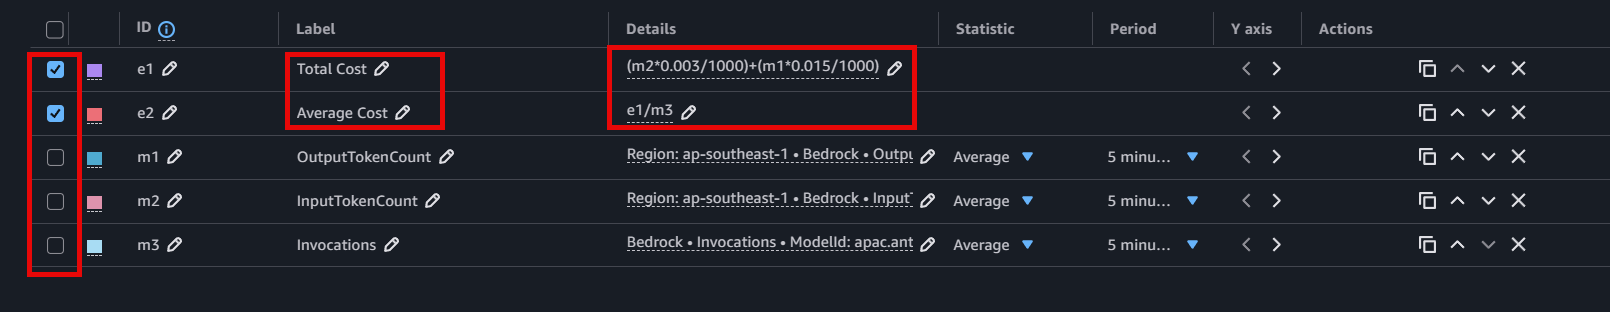 ID Label Details Statistic Period Y axis Actions
e1 Total Cost (m2*0.003/1000)+(m1*0.015/1000)
e2 Average Cost e1/m3
m1 OutputTokenCount Region: ap-southeast-1 • Bedrock • Outpu Average 5 minu...
m2 InputTokenCount Region: ap-southeast-1 • Bedrock • InputT Average 5 minu...
m3 Invocations Bedrock • Invocations • ModelId: apac.ant Average 5 minu...